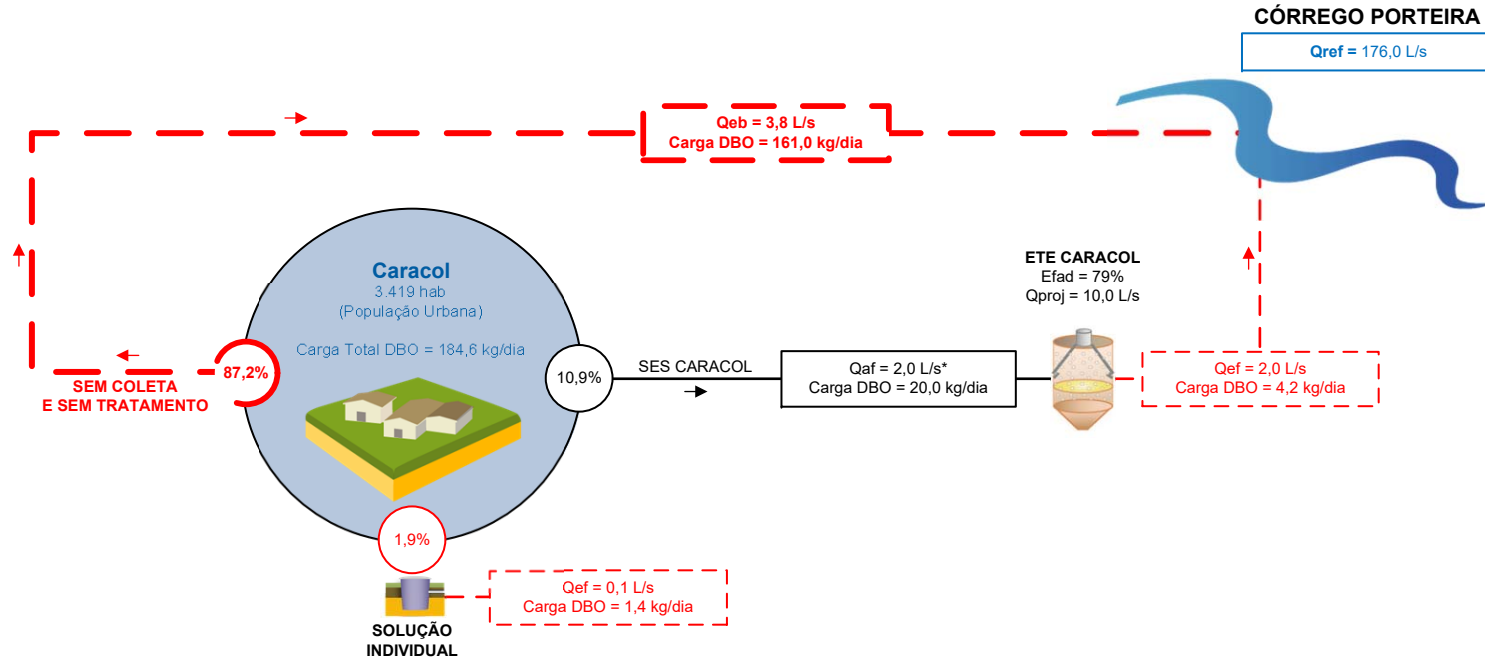 CÓRREGO PORTEIRA
Qref = 176,0 L/s
Qeb = 3,8 L/s
Carga DBO = 161,0 kg/dia
Caracol
3.419 hab
(População Urbana)
Carga Total DBO = 184,6 kg/dia
87,2%
SEM COLETA
E SEM TRATAMENTO
10,9%
SES CARACOL
Qaf = 2,0 L/s*
Carga DBO = 20,0 kg/dia
ETE CARACOL
Efad = 79%
Qproj = 10,0 L/s
Qef = 2,0 L/s
Carga DBO = 4,2 kg/dia
1,9%
SOLUÇÃO
INDIVIDUAL
Qef = 0,1 L/s
Carga DBO = 1,4 kg/dia